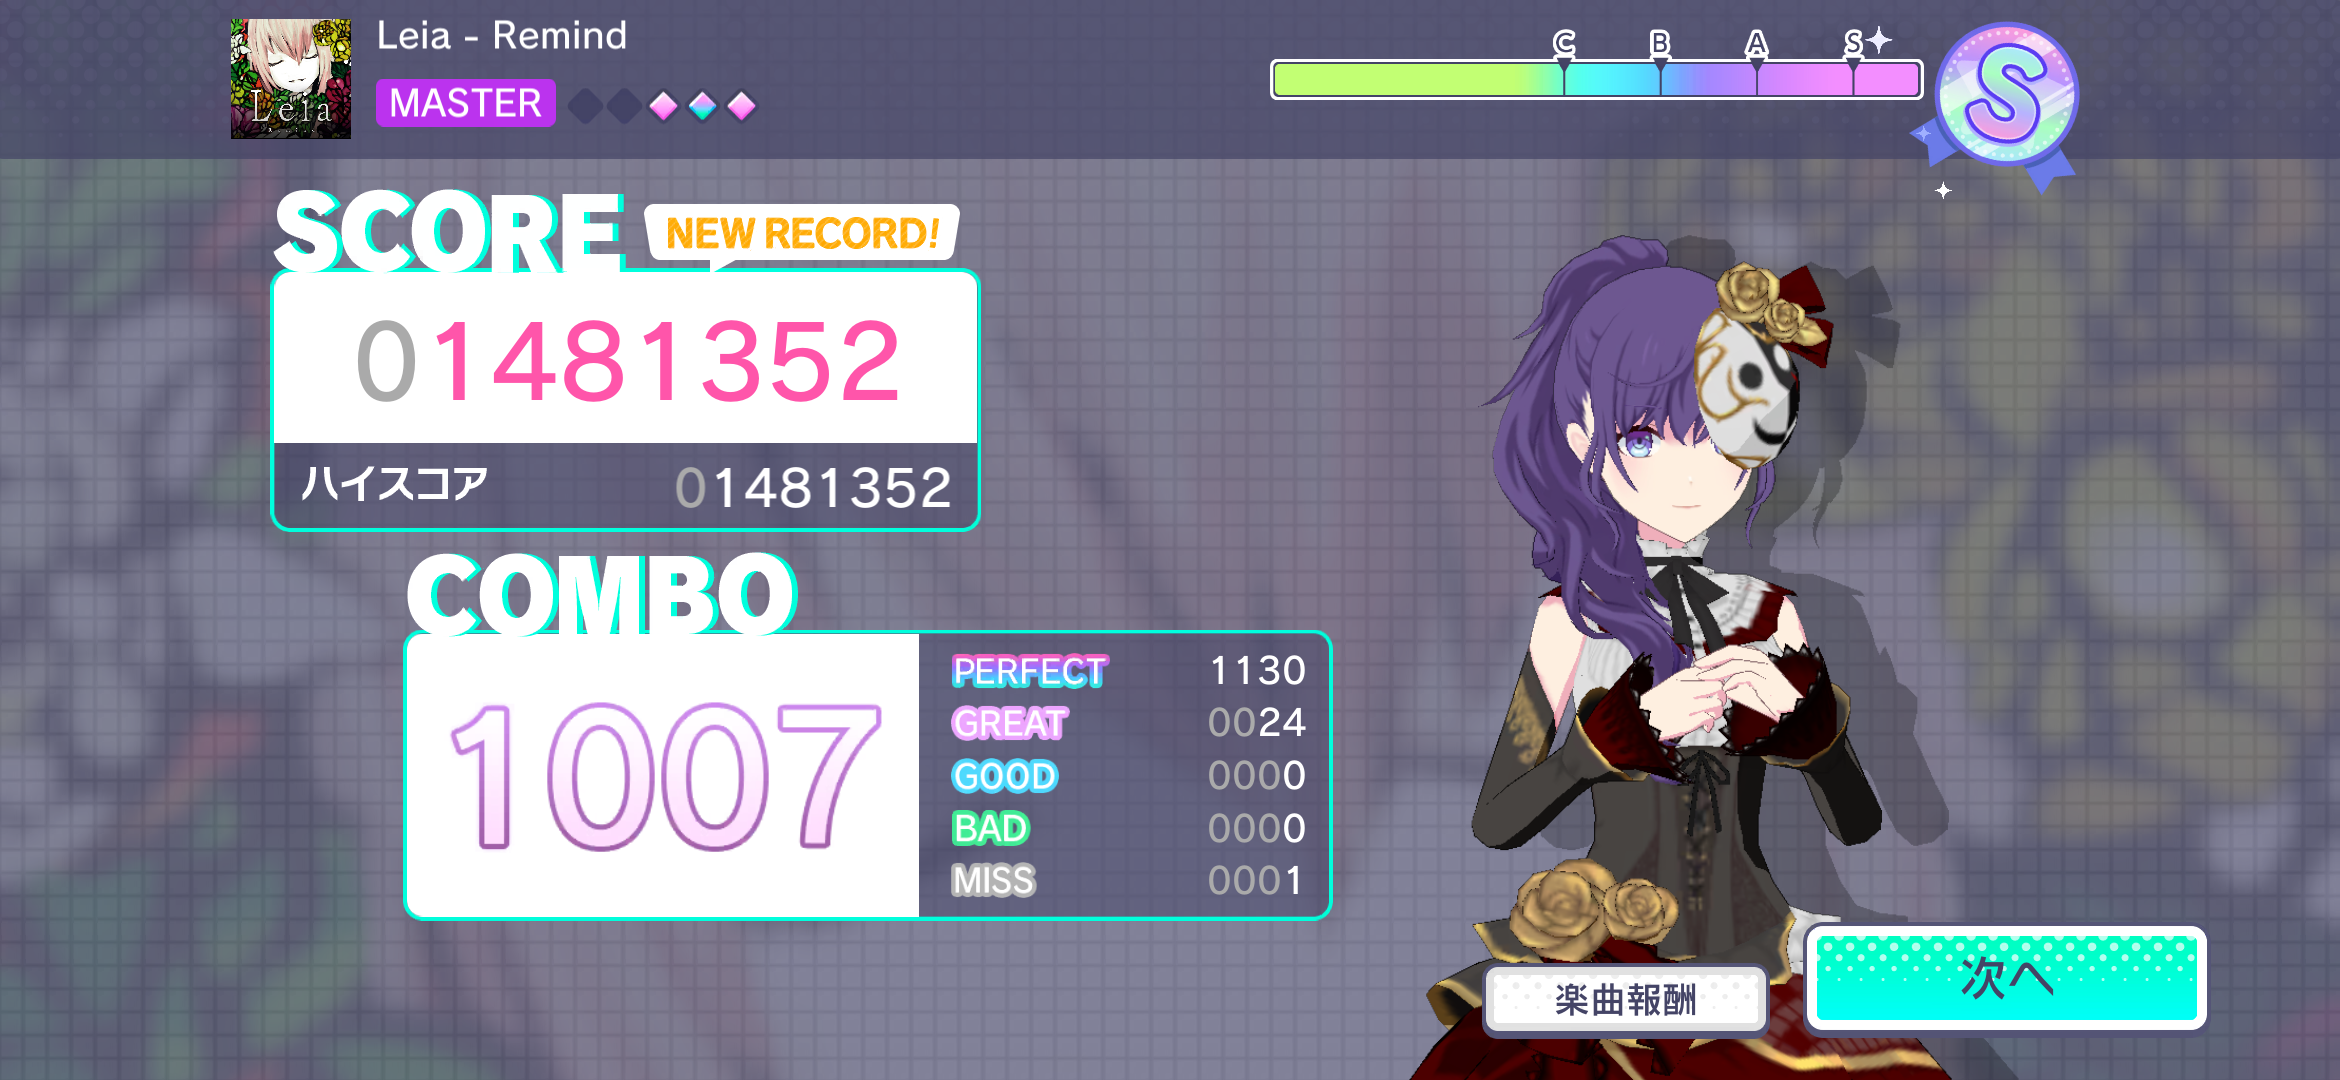 Leia - Remind
MASTER
Leia
C B A S
S
SCORE
NEW RECORD!
01481352
ハイスコア 01481352
COMBO
1007
PERFECT 1130
GREAT 0024
GOOD 0000
BAD 0000
MISS 0001
楽曲報酬
次へ